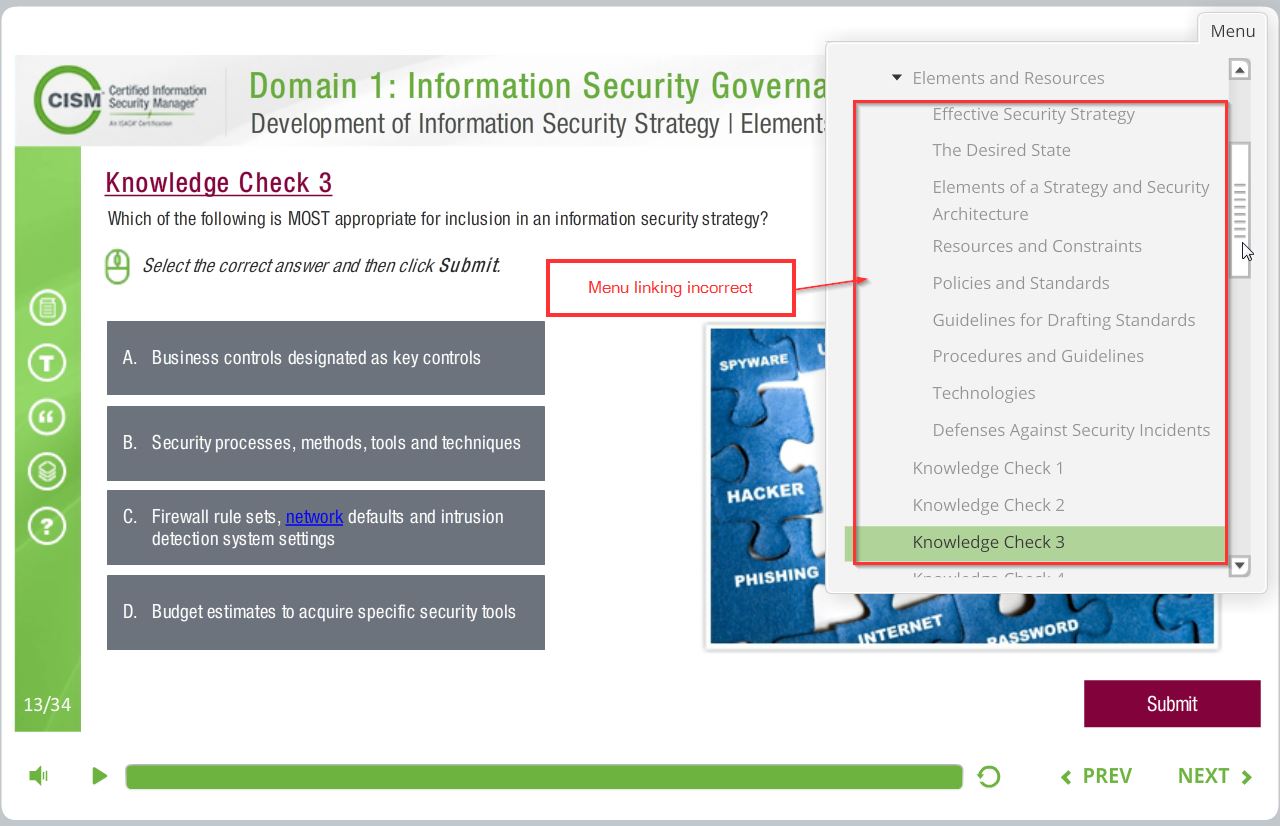 Menu
CISM
Certified Information
Security Manager®
An ISACA® Certification
Domain 1: Information Security Governa
Development of Information Security Strategy | Element
Elements and Resources
Effective Security Strategy
The Desired State
Elements of a Strategy and Security
Architecture
Resources and Constraints
Policies and Standards
Guidelines for Drafting Standards
Procedures and Guidelines
Technologies
Defenses Against Security Incidents
Knowledge Check 1
Knowledge Check 2
Knowledge Check 3
Knowledge Check 4
Knowledge Check 3
Which of the following is MOST appropriate for inclusion in an information security strategy?
Select the correct answer and then click Submit.
Menu linking incorrect
A. Business controls designated as key controls
B. Security processes, methods, tools and techniques
C. Firewall rule sets, network defaults and intrusion
detection system settings
D. Budget estimates to acquire specific security tools
SPYWARE
HACKER
PHISHING
INTERNET
PASSWORD
T
?
13/34
Submit
PREV
NEXT